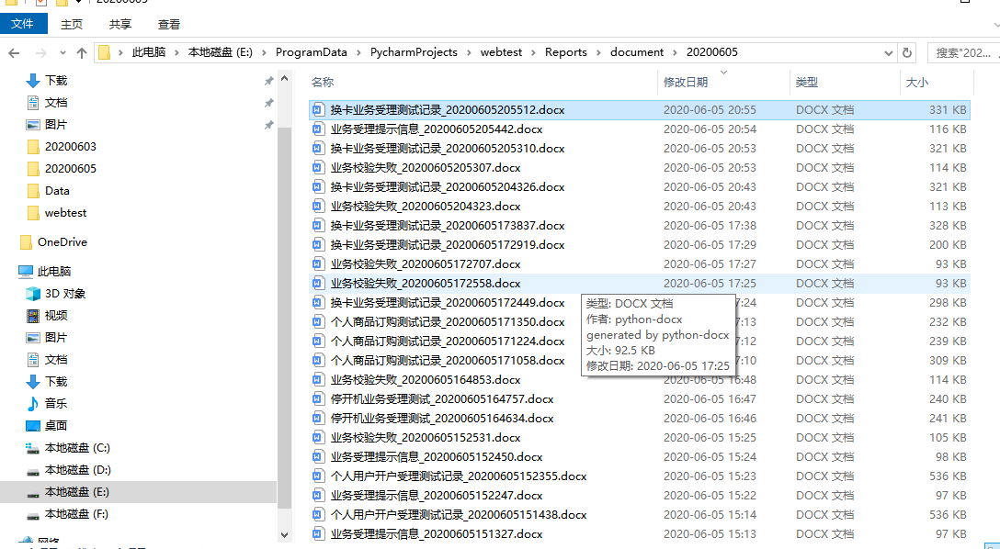 20200605
文件 主页 共享 查看
此电脑 本地磁盘 (E:) ProgramData PycharmProjects webtest Reports document 20200605 搜索"202...
下载
文档
图片
20200603
20200605
Data
webtest
OneDrive
此电脑
3D 对象
视频
图片
文档
下载
音乐
桌面
本地磁盘 (C:)
本地磁盘 (D:)
本地磁盘 (E:)
本地磁盘 (F:)
网络
名称 修改日期 类型 大小
换卡业务受理测试记录_20200605205512.docx 2020-06-05 20:55 DOCX 文档 331 KB
业务受理提示信息_20200605205442.docx 2020-06-05 20:54 DOCX 文档 116 KB
换卡业务受理测试记录_20200605205310.docx 2020-06-05 20:53 DOCX 文档 321 KB
业务校验失败_20200605205307.docx 2020-06-05 20:53 DOCX 文档 114 KB
换卡业务受理测试记录_20200605204326.docx 2020-06-05 20:43 DOCX 文档 321 KB
业务校验失败_20200605204323.docx 2020-06-05 20:43 DOCX 文档 113 KB
换卡业务受理测试记录_20200605173837.docx 2020-06-05 17:38 DOCX 文档 328 KB
换卡业务受理测试记录_20200605172919.docx 2020-06-05 17:29 DOCX 文档 200 KB
业务校验失败_20200605172707.docx 2020-06-05 17:27 DOCX 文档 93 KB
业务校验失败_20200605172558.docx 2020-06-05 17:25 DOCX 文档 93 KB
换卡业务受理测试记录_20200605172449.docx 7:24 DOCX 文档 298 KB
个人商品订购测试记录_20200605171350.docx 7:13 DOCX 文档 232 KB
个人商品订购测试记录_20200605171224.docx 7:12 DOCX 文档 239 KB
个人商品订购测试记录_20200605171058.docx 7:10 DOCX 文档 309 KB
业务校验失败_20200605164853.docx 2020-06-05 16:48 DOCX 文档 114 KB
停开机业务受理测试_20200605164757.docx 2020-06-05 16:47 DOCX 文档 240 KB
停开机业务受理测试_20200605164634.docx 2020-06-05 16:46 DOCX 文档 241 KB
业务校验失败_20200605152531.docx 2020-06-05 15:25 DOCX 文档 105 KB
业务受理提示信息_20200605152450.docx 2020-06-05 15:24 DOCX 文档 98 KB
个人用户开户受理测试记录_20200605152355.docx 2020-06-05 15:23 DOCX 文档 536 KB
业务受理提示信息_20200605152247.docx 2020-06-05 15:22 DOCX 文档 97 KB
个人用户开户受理测试记录_20200605151438.docx 2020-06-05 15:14 DOCX 文档 536 KB
业务受理提示信息_20200605151327.docx 2020-06-05 15:13 DOCX 文档 97 KB
类型: DOCX 文档
作者: python-docx
generated by python-docx
大小: 92.5 KB
修改日期: 2020-06-05 17:25